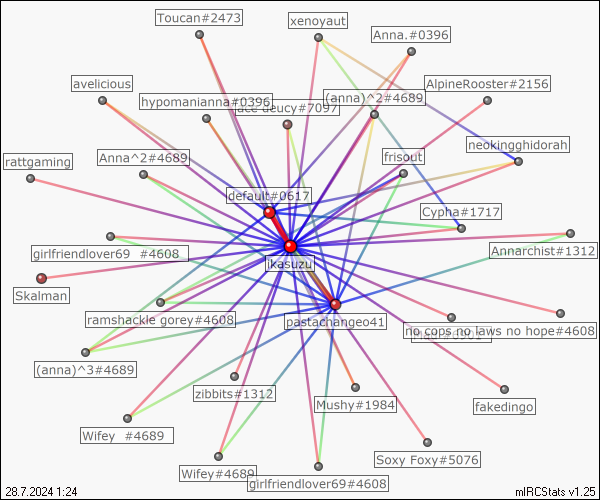 Toucan#2473
xenoyaut
Anna.#0396
avelicious
hypomanianna#0396
ace deucy#7097
(anna)^2#4689
AlpineRooster#2156
rattgaming
Anna^2#4689
frisout
neokingghidorah
default#0617
Cypha#1717
girlfriendlover69 #4608
jkasuzu
Annarchist#1312
Skalman
ramshackle gorey#4608
pastachangeo41
no cops no laws no hope#4608
(anna)^3#4689
zibbits#1312
Mushy#1984
fakedingo
Wifey #4689
Wifey#4689
girlfriendlover69#4608
Soxy Foxy#5076
28.7.2024 1:24
mIRCStats v1.25